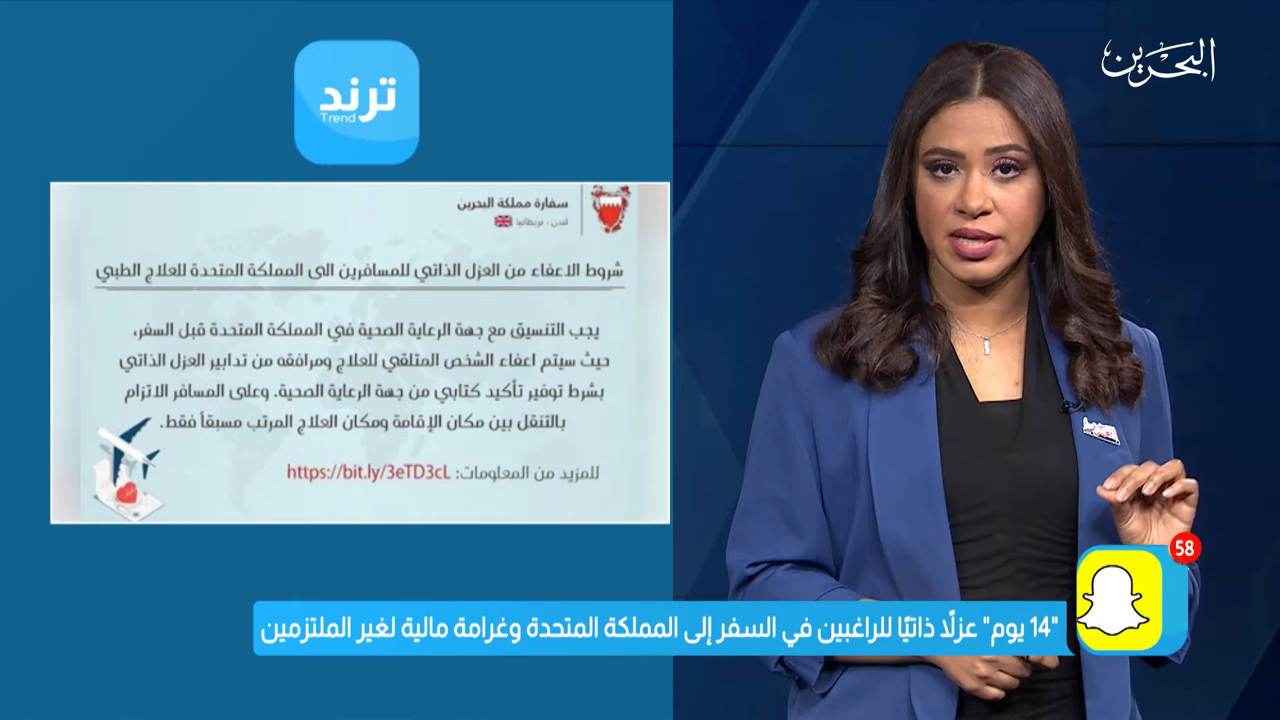 ترند
Trend
البحرين
سفارة مملكة البحرين
لندن ، بريطانيا
شروط الاعفاء من العزل الذاتي للمسافرين الى المملكة المتحدة للعلاج الطبي
يجب التنسيق مع جهة الرعاية الصحية في المملكة المتحدة قبل السفر،
حيث سيتم اعفاء الشخص المتلقي للعلاج ومرافقه من تدابير العزل الذاتي
بشرط توفير تأكيد كتابي من جهة الرعاية الصحية. وعلى المسافر الالتزام
بالتنقل بين مكان الإقامة ومكان العلاج المرتب مسبقاً فقط.
للمزيد من المعلومات: https://bit.ly/3eTD3cL
58
"14 يوم" عزلًا ذاتيًا للراغبين في السفر إلى المملكة المتحدة وغرامة مالية لغير الملتزمين